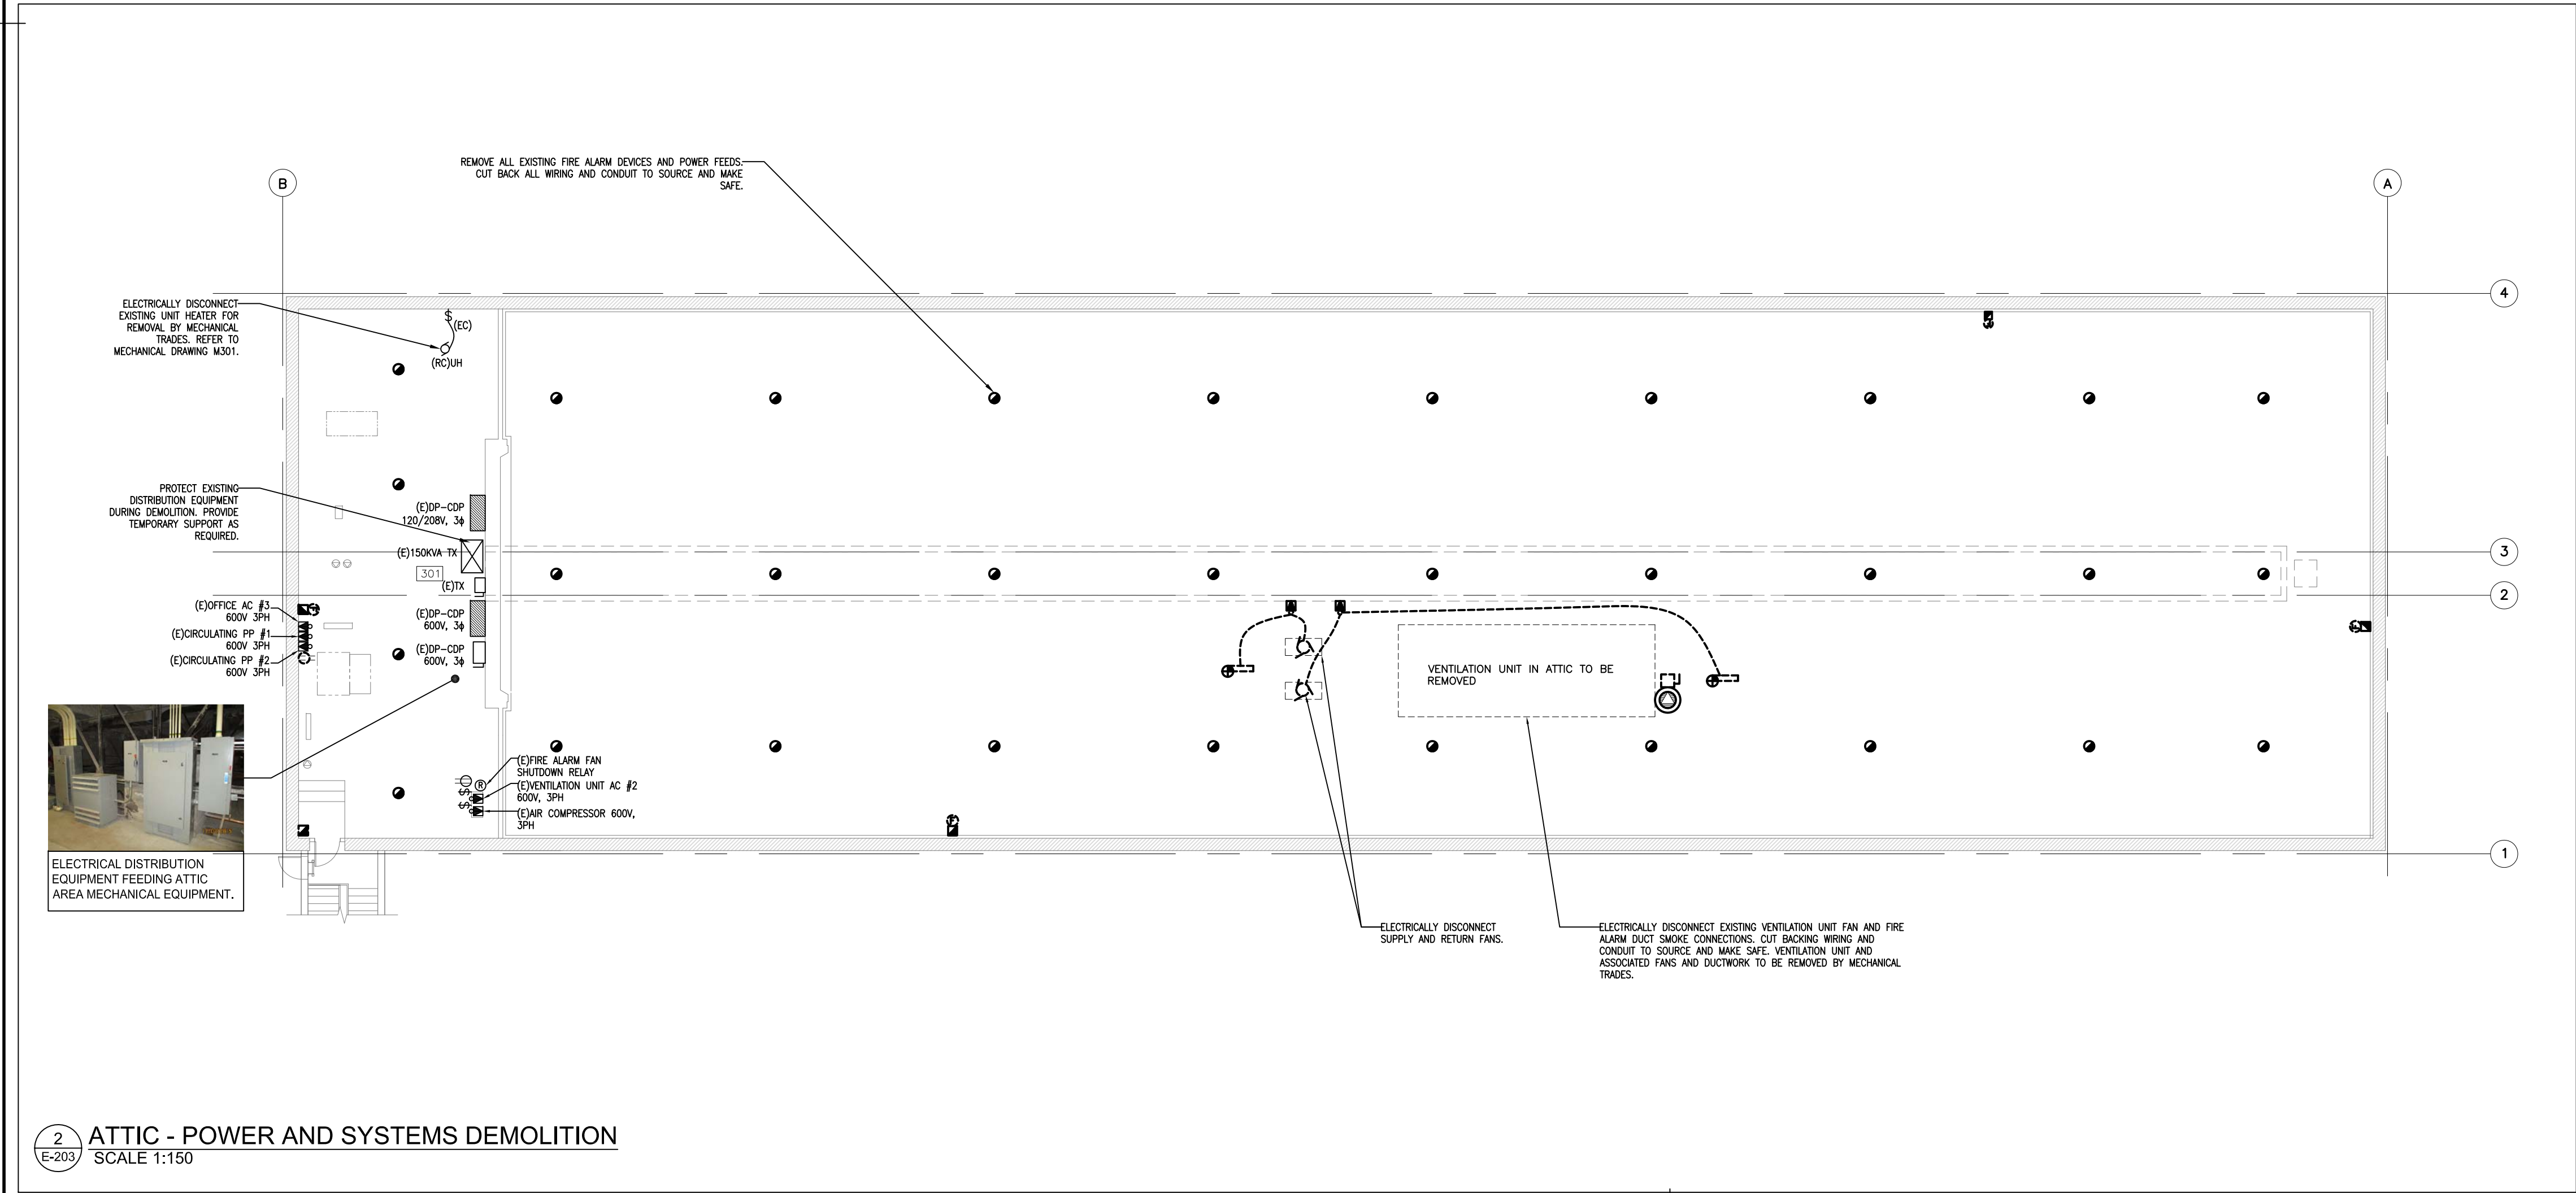 REMOVE ALL EXISTING FIRE ALARM DEVICES AND POWER FEEDS.
CUT BACK ALL WIRING AND CONDUIT TO SOURCE AND MAKE
SAFE.
B
A
4
ELECTRICALLY DISCONNECT
EXISTING UNIT HEATER FOR
REMOVAL BY MECHANICAL
TRADES. REFER TO
MECHANICAL DRAWING M301.
$
(EC)
(RC)UH
PROTECT EXISTING
DISTRIBUTION EQUIPMENT
DURING DEMOLITION. PROVIDE
TEMPORARY SUPPORT AS
REQUIRED.
(E)DP-CDP
120/208V, 3ϕ
(E)150KVA TX
301
(E)TX
(E)DP-CDP
600V, 3ϕ
(E)DP-CDP
600V, 3ϕ
3
2
(E)OFFICE AC #3
600V 3PH
(E)CIRCULATING PP #1
600V 3PH
(E)CIRCULATING PP #2
600V 3PH
VENTILATION UNIT IN ATTIC TO BE
REMOVED
(E)FIRE ALARM FAN
SHUTDOWN RELAY
R
(E)VENTILATION UNIT AC #2
600V, 3PH
(E)AIR COMPRESSOR 600V,
3PH
1
ELECTRICAL DISTRIBUTION
EQUIPMENT FEEDING ATTIC
AREA MECHANICAL EQUIPMENT.
ELECTRICALLY DISCONNECT
SUPPLY AND RETURN FANS.
ELECTRICALLY DISCONNECT EXISTING VENTILATION UNIT FAN AND FIRE
ALARM DUCT SMOKE CONNECTIONS. CUT BACKING WIRING AND
CONDUIT TO SOURCE AND MAKE SAFE. VENTILATION UNIT AND
ASSOCIATED FANS AND DUCTWORK TO BE REMOVED BY MECHANICAL
TRADES.
2
E-203
ATTIC - POWER AND SYSTEMS DEMOLITION
SCALE 1:150